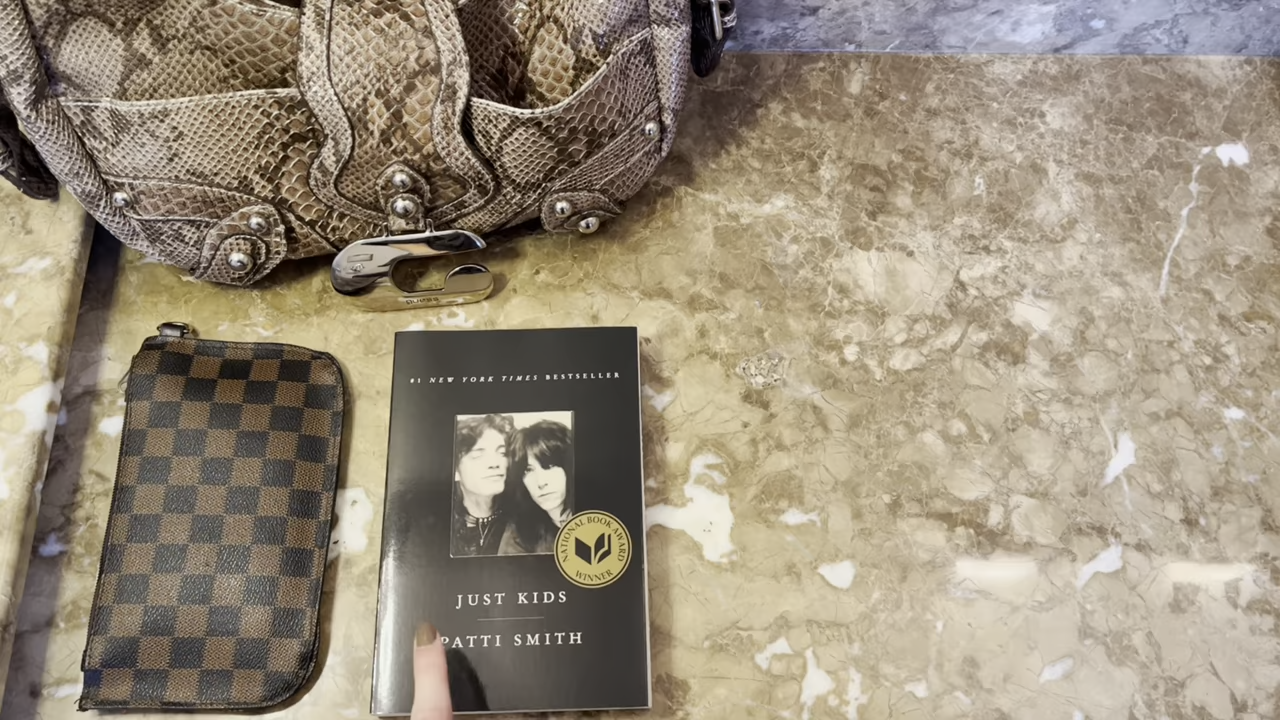 #1 NEW YORK TIMES BESTSELLER
NATIONAL BOOK AWARD
WINNER
JUST KIDS
PATTI SMITH